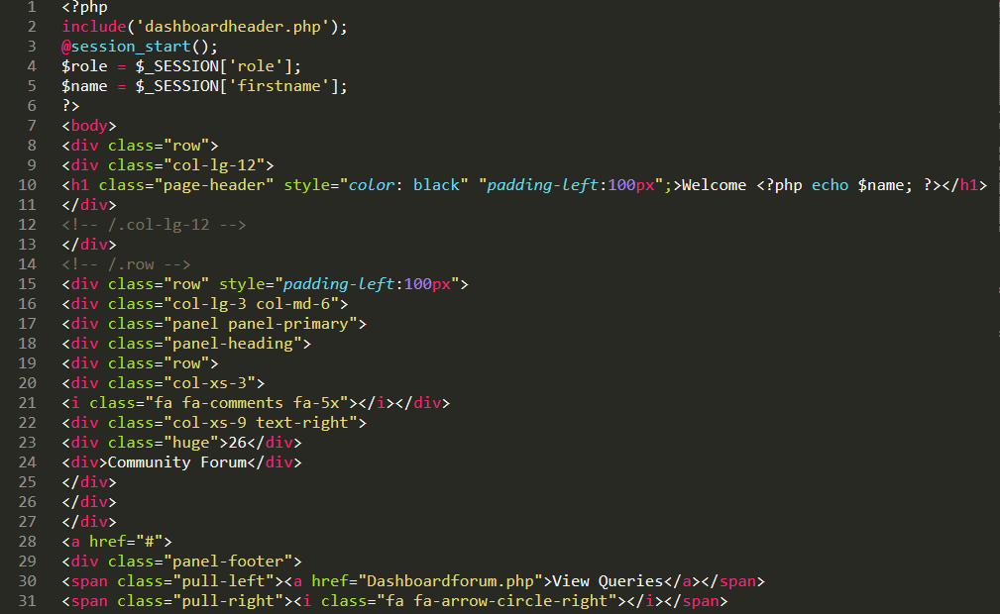 1 <?php
2 include('dashboardheader.php');
3 @session_start();
4 $role = $_SESSION['role'];
5 $name = $_SESSION['firstname'];
6 ?>
7 <body>
8 <div class="row">
9 <div class="col-lg-12">
10 <h1 class="page-header" style="color: black" "padding-left:100px";>Welcome <?php echo $name; ?></h1>
11 </div>
12 <!-- /.col-lg-12 -->
13 </div>
14 <!-- /.row -->
15 <div class="row" style="padding-left:100px">
16 <div class="col-lg-3 col-md-6">
17 <div class="panel panel-primary">
18 <div class="panel-heading">
19 <div class="row">
20 <div class="col-xs-3">
21 <i class="fa fa-comments fa-5x"></i></div>
22 <div class="col-xs-9 text-right">
23 <div class="huge">26</div>
24 <div>Community Forum</div>
25 </div>
26 </div>
27 </div>
28 <a href="#">
29 <div class="panel-footer">
30 <span class="pull-left"><a href="Dashboardforum.php">View Queries</a></span>
31 <span class="pull-right"><i class="fa fa-arrow-circle-right"></i></span>